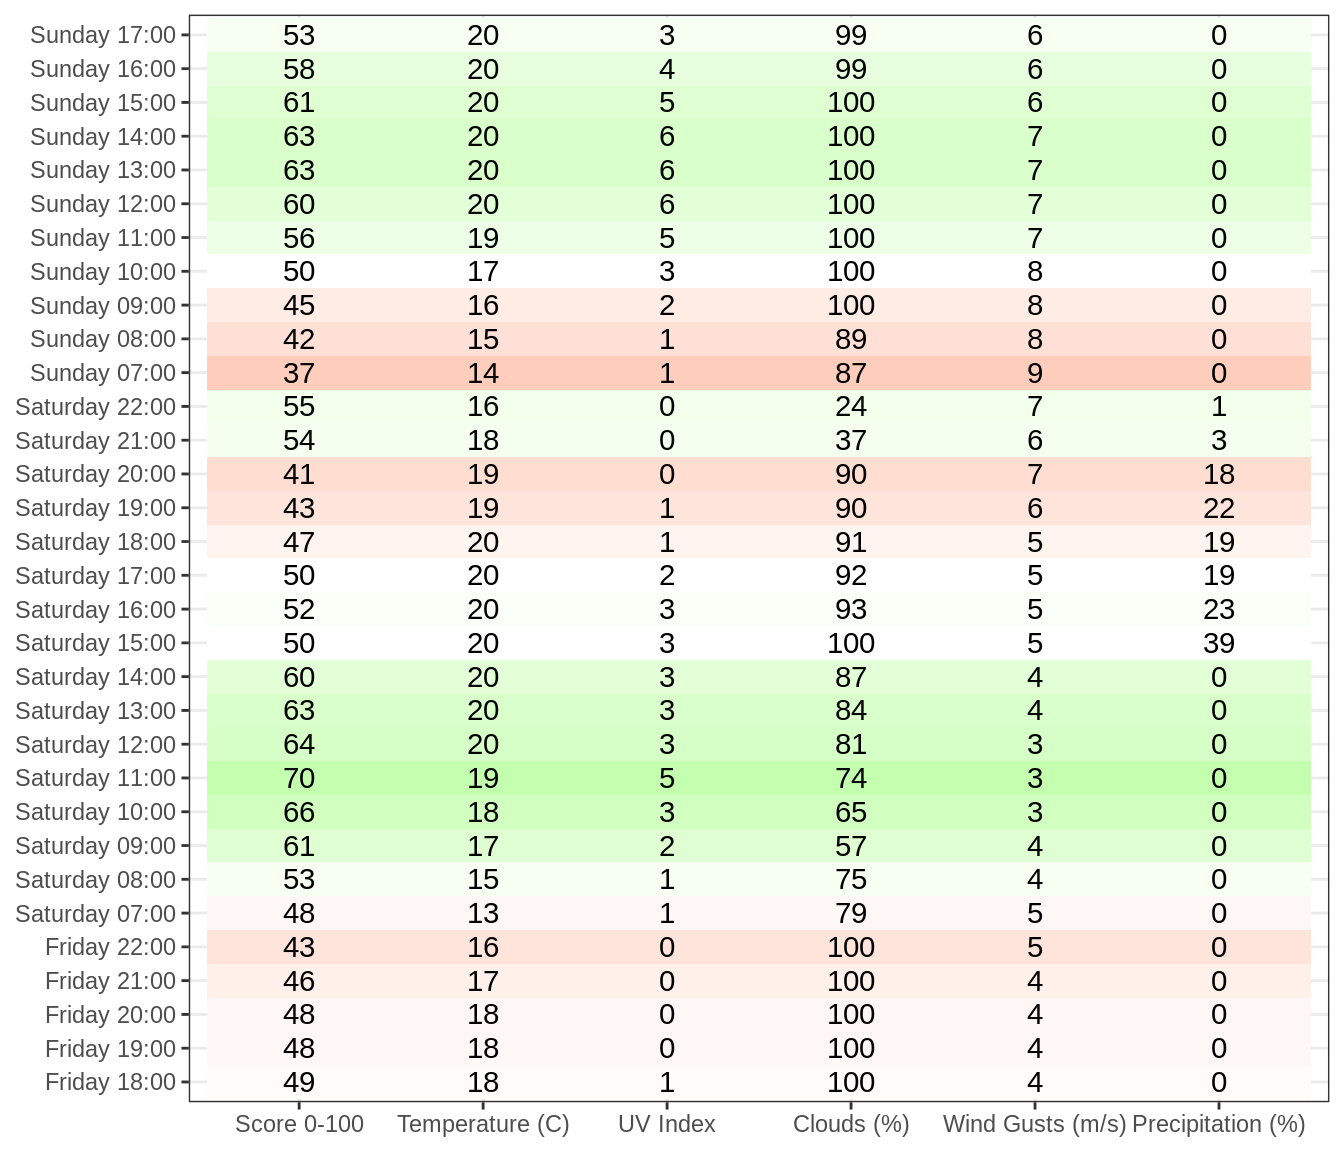 Sunday 17:00 53 20 3 99 6 0
Sunday 16:00 58 20 4 99 6 0
Sunday 15:00 61 20 5 100 6 0
Sunday 14:00 63 20 6 100 7 0
Sunday 13:00 63 20 6 100 7 0
Sunday 12:00 60 20 6 100 7 0
Sunday 11:00 56 19 5 100 7 0
Sunday 10:00 50 17 3 100 8 0
Sunday 09:00 45 16 2 100 8 0
Sunday 08:00 42 15 1 89 8 0
Sunday 07:00 37 14 1 87 9 0
Saturday 22:00 55 16 0 24 7 1
Saturday 21:00 54 18 0 37 6 3
Saturday 20:00 41 19 0 90 7 18
Saturday 19:00 43 19 1 90 6 22
Saturday 18:00 47 20 1 91 5 19
Saturday 17:00 50 20 2 92 5 19
Saturday 16:00 52 20 3 93 5 23
Saturday 15:00 50 20 3 100 5 39
Saturday 14:00 60 20 3 87 4 0
Saturday 13:00 63 20 3 84 4 0
Saturday 12:00 64 20 3 81 3 0
Saturday 11:00 70 19 5 74 3 0
Saturday 10:00 66 18 3 65 3 0
Saturday 09:00 61 17 2 57 4 0
Saturday 08:00 53 15 1 75 4 0
Saturday 07:00 48 13 1 79 5 0
Friday 22:00 43 16 0 100 5 0
Friday 21:00 46 17 0 100 4 0
Friday 20:00 48 18 0 100 4 0
Friday 19:00 48 18 0 100 4 0
Friday 18:00 49 18 1 100 4 0
Score 0-100 Temperature (C) UV Index Clouds (%) Wind Gusts (m/s) Precipitation (%)